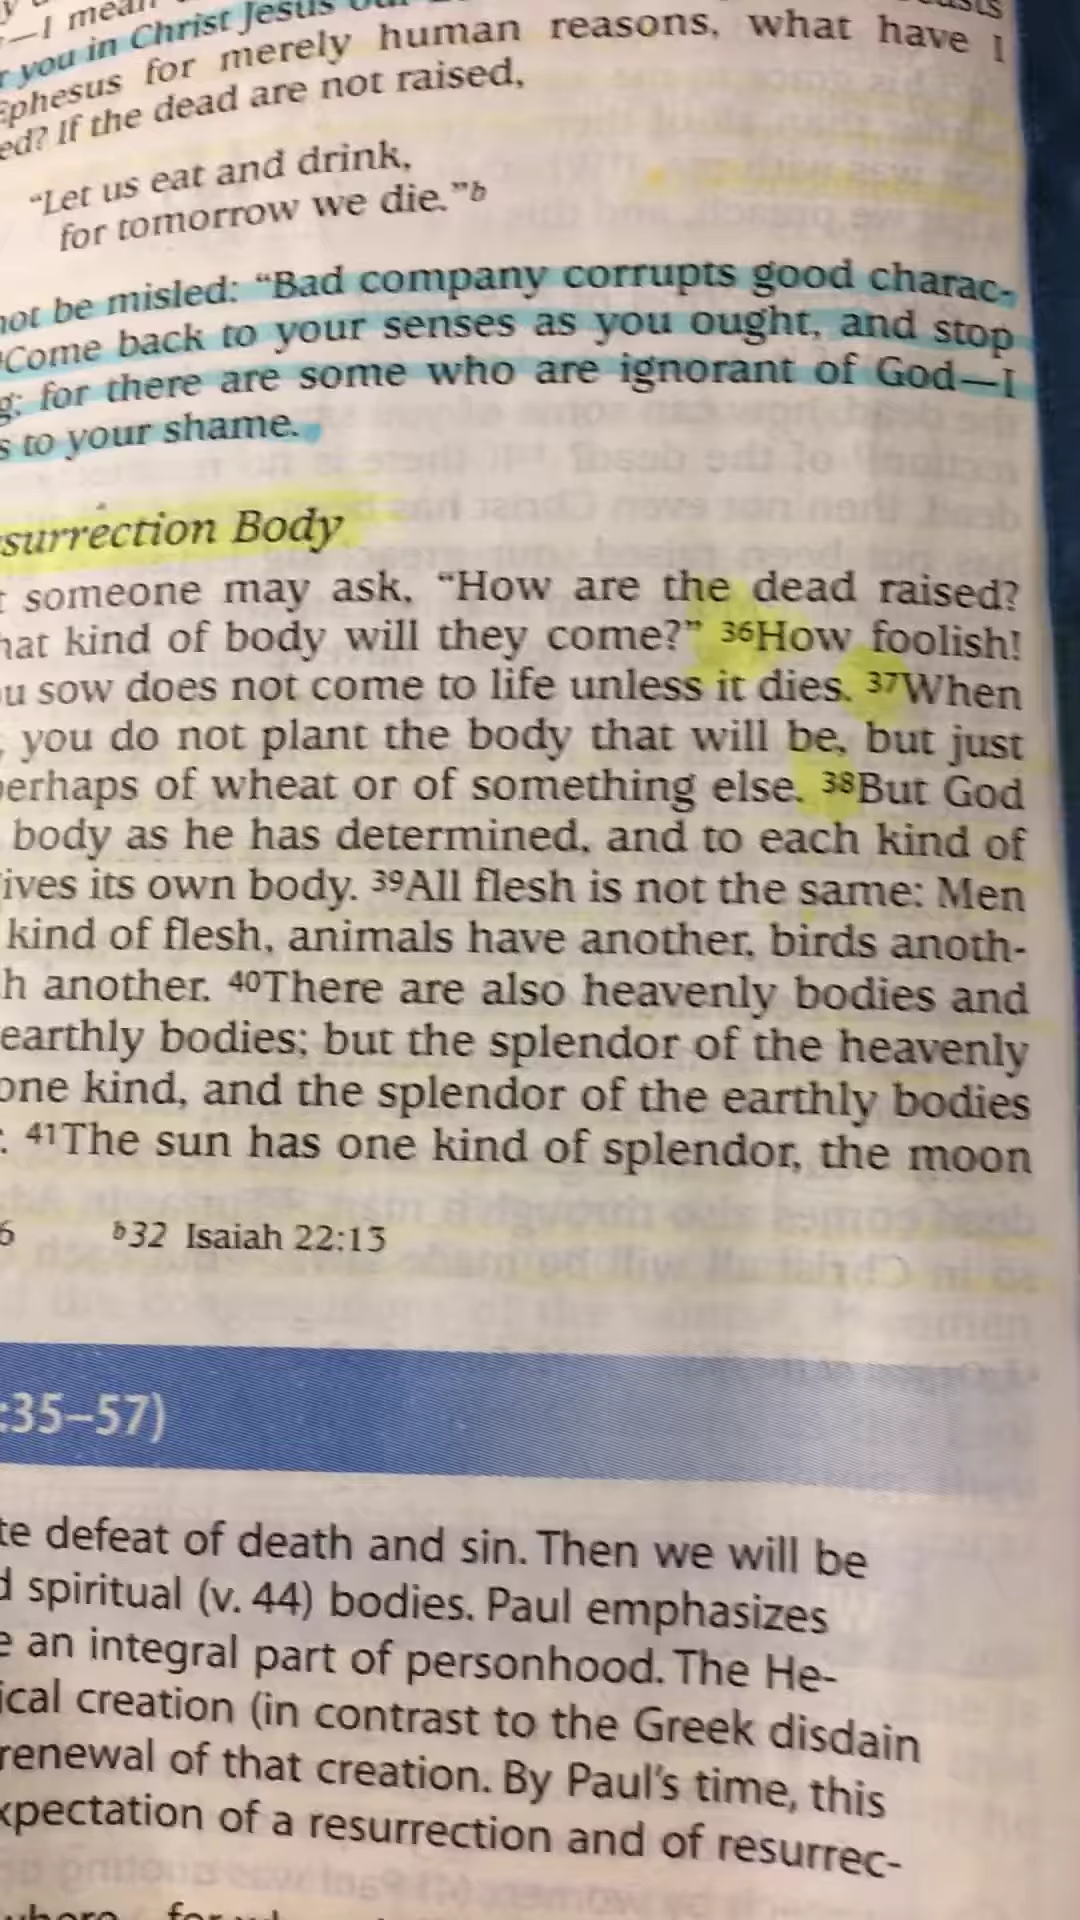 —I mean
you in Christ Jesus
Ephesus for merely human reasons, what have I
ed? If the dead are not raised,
“Let us eat and drink,
for tomorrow we die.”b
not be misled: “Bad company corrupts good charac-
Come back to your senses as you ought, and stop
g; for there are some who are ignorant of God—I
s to your shame.
surrection Body
someone may ask, “How are the dead raised?
hat kind of body will they come?” 36How foolish!
ou sow does not come to life unless it dies. 37When
, you do not plant the body that will be, but just
perhaps of wheat or of something else. 38But God
body as he has determined, and to each kind of
ives its own body. 39All flesh is not the same: Men
kind of flesh, animals have another, birds anoth-
h another. 40There are also heavenly bodies and
earthly bodies; but the splendor of the heavenly
one kind, and the splendor of the earthly bodies
. 41The sun has one kind of splendor, the moon
6 b32 Isaiah 22:13
:35–57)
te defeat of death and sin. Then we will be
d spiritual (v. 44) bodies. Paul emphasizes
e an integral part of personhood. The He-
ical creation (in contrast to the Greek disdain
renewal of that creation. By Paul’s time, this
xpectation of a resurrection and of resurrec-